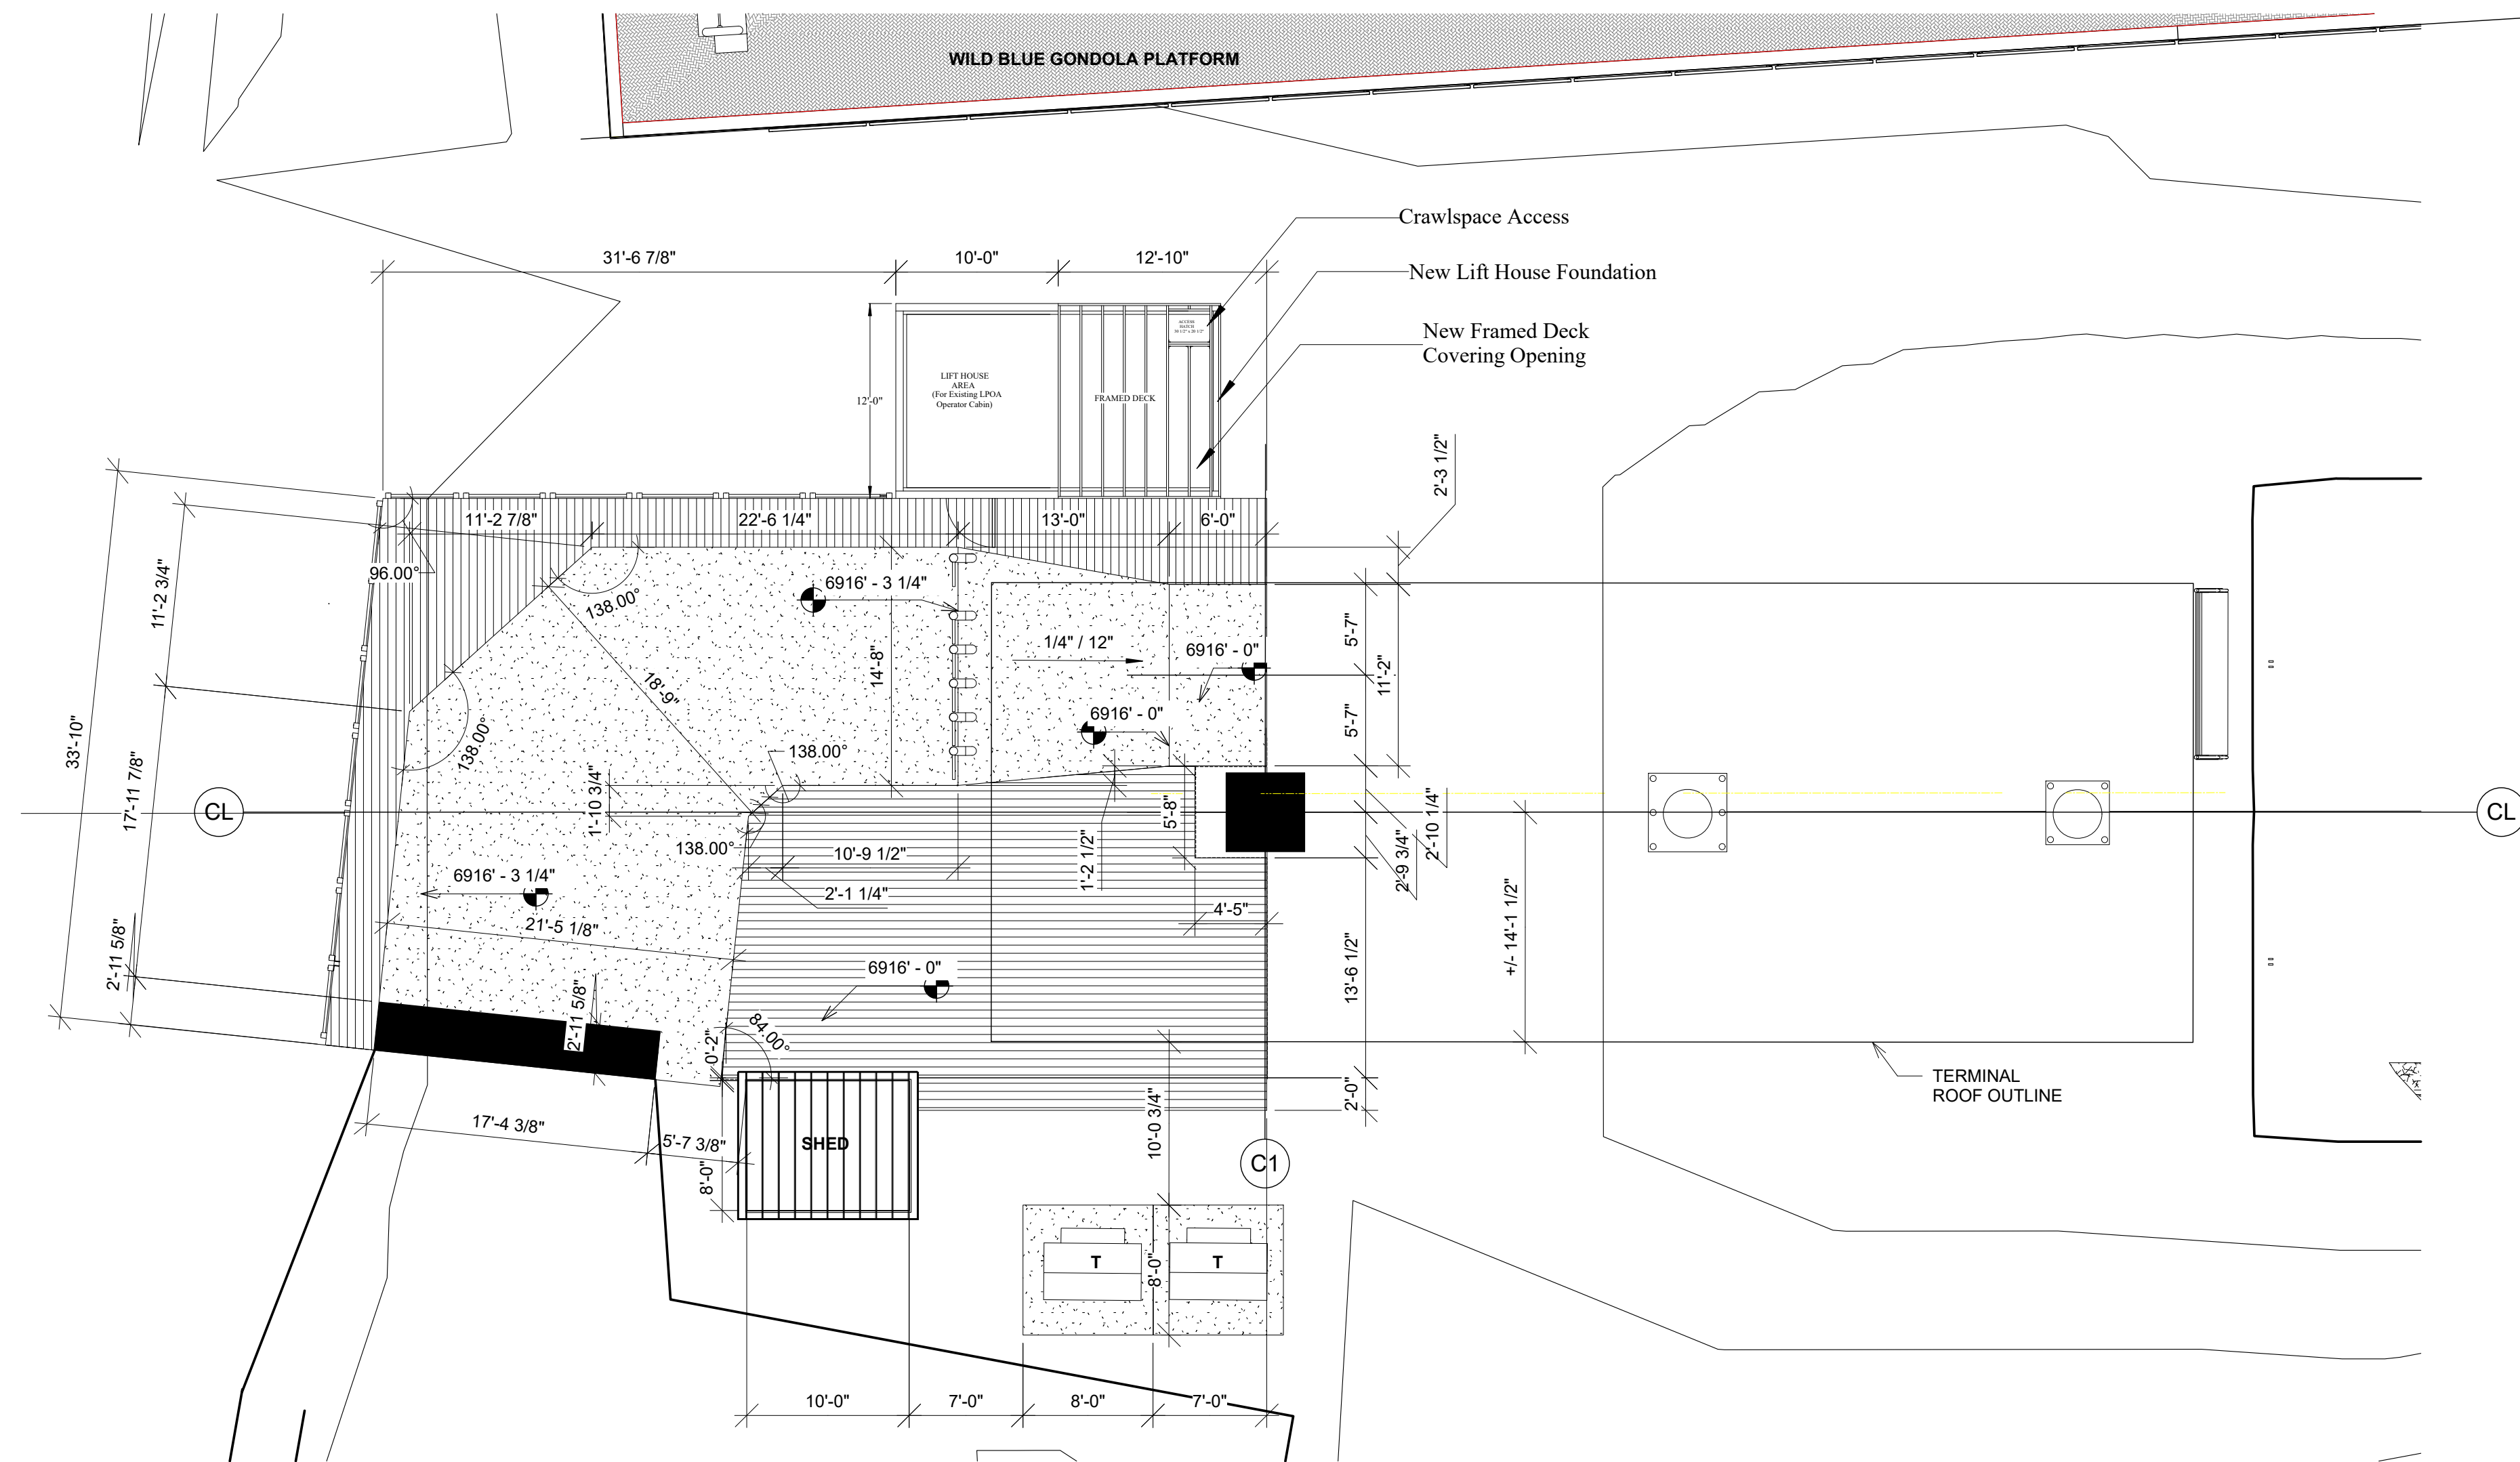 WILD BLUE GONDOLA PLATFORM
Crawlspace Access
31'-6 7/8"
10'-0"
12'-10"
New Lift House Foundation
New Framed Deck
Covering Opening
ACCESS
HATCH
LIFT HOUSE
AREA
(For Existing LPOA
Operator Cabin)
12'-0"
FRAMED DECK
2'-3 1/2"
11'-2 7/8"
22'-6 1/4"
13'-0"
6'-0"
96.00°
6916' - 3 1/4"
138.00°
11'-2 3/4"
33'-10"
17'-11 7/8"
2'-11 5/8"
1/4" / 12"
6916' - 0"
5'-7"
11'-2"
14'-8"
18'-9"
6916' - 0"
5'-7"
138.00°
138.00°
1'-10 3/4"
CL
CL
5'-8"
138.00°
10'-9 1/2"
1'-2 1/2"
2'-9 3/4"
2'-10 1/4"
6916' - 3 1/4"
2'-1 1/4"
4'-5"
21'-5 1/8"
13'-6 1/2"
+/- 14'-1 1/2"
6916' - 0"
2'-11 5/8"
0'-2"
84.00°
TERMINAL
ROOF OUTLINE
2'-0"
10'-0 3/4"
17'-4 3/8"
5'-7 3/8"
SHED
8'-0"
C1
T
T
8'-0"
10'-0"
7'-0"
8'-0"
7'-0"